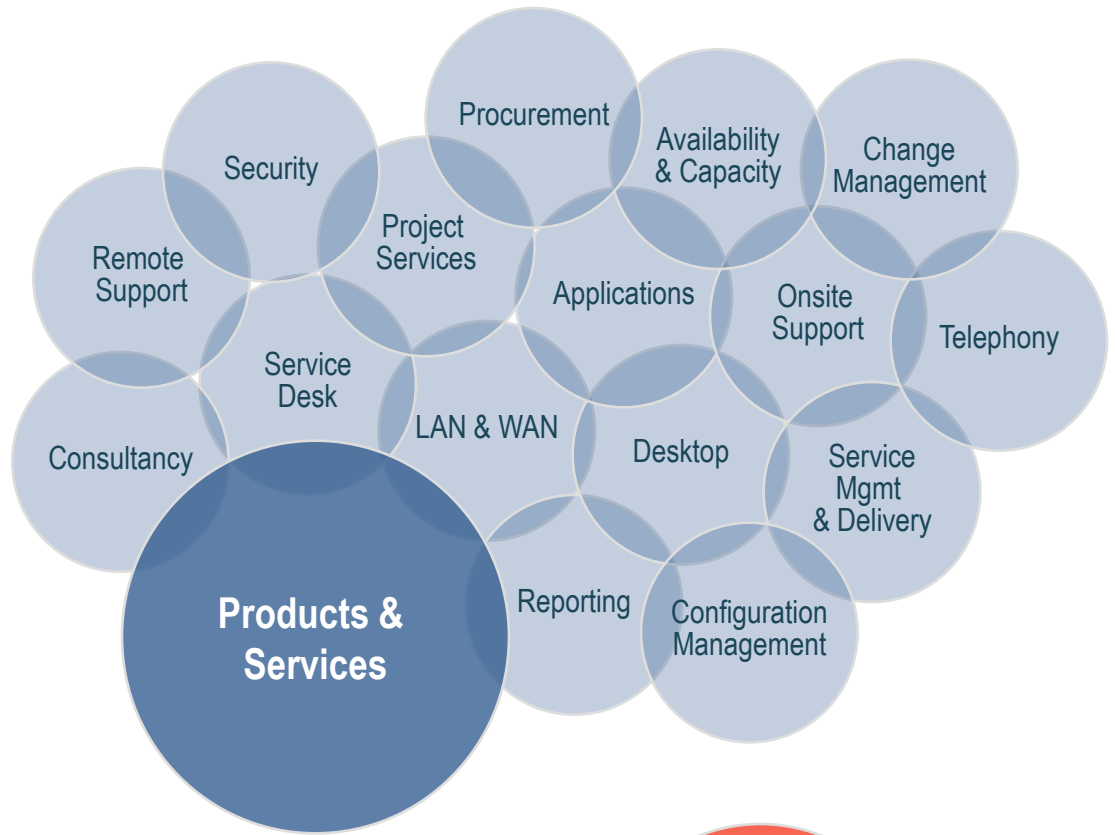 Procurement
Availability
& Capacity
Change
Management
Security
Project
Services
Remote
Support
Applications
Onsite
Support
Telephony
Service
Desk
LAN & WAN
Desktop
Consultancy
Service
Mgmt
& Delivery
Reporting
Configuration
Management
Products &
Services